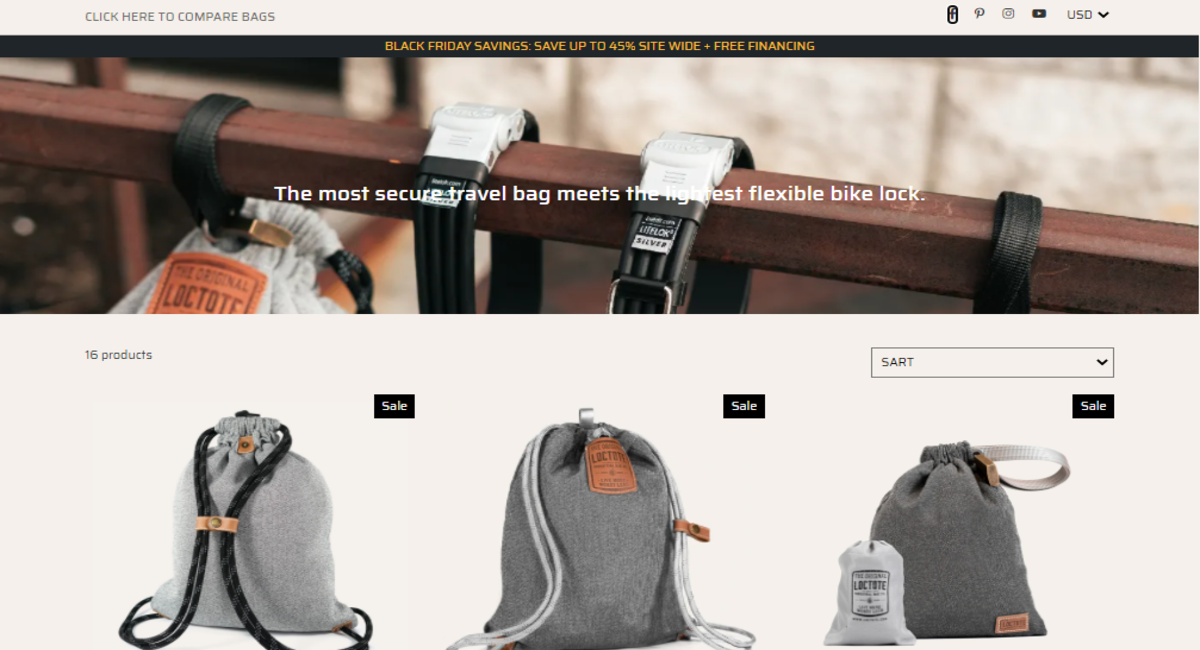 CLICK HERE TO COMPARE BAGS
USD
BLACK FRIDAY SAVINGS: SAVE UP TO 45% SITE WIDE + FREE FINANCING
The most secure travel bag meets the lightest flexible bike lock.
LITELOK
SILVER
THE ORIGINAL
LOCTOTE
16 products
SART
Sale
Sale
Sale
LOCTOTE
THE ORIGINAL
LOCTOTE
LOCTOTE